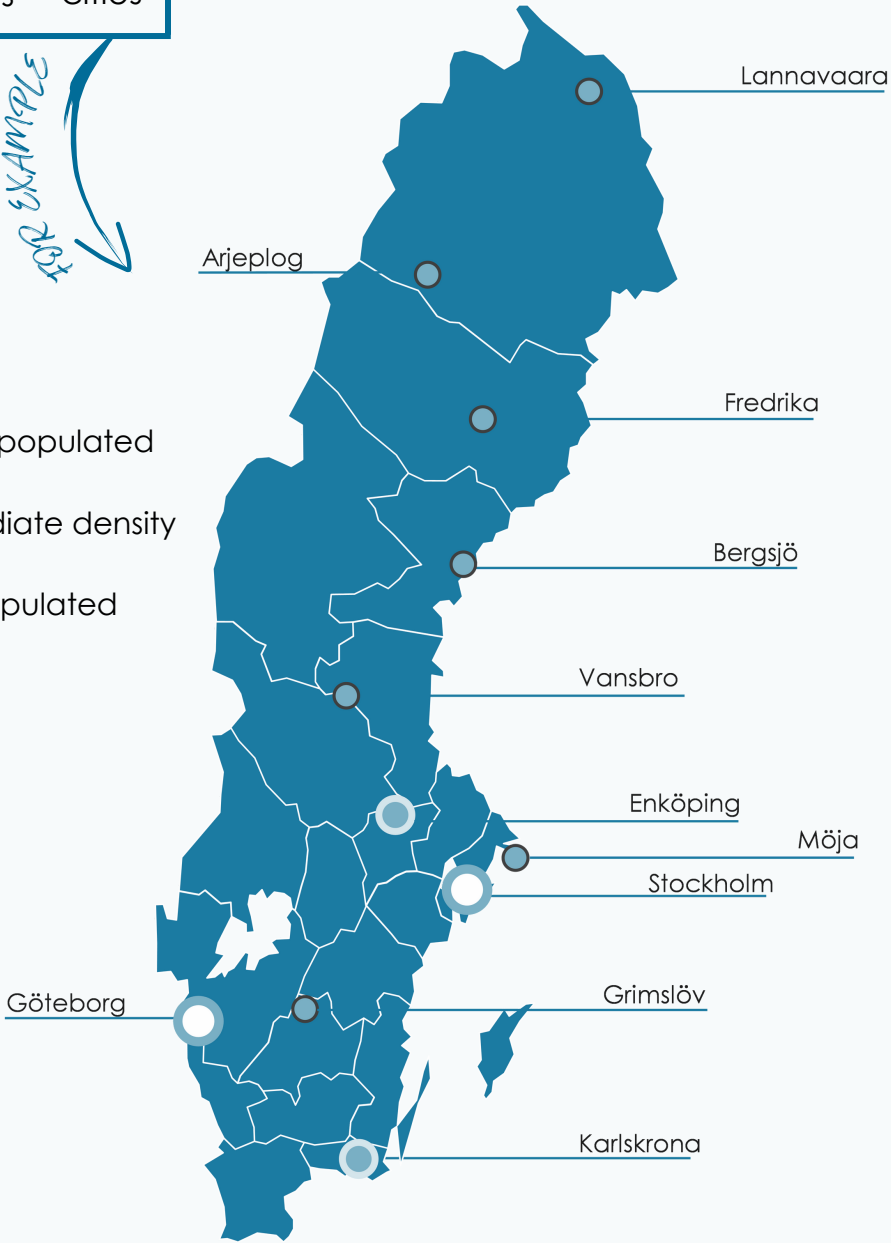 cities
FOR EXAMPLE
Lannavaara
Arjeplog
Fredrika
populated
diate density
pulated
Bergsjö
Vansbro
Enköping
Möja
Stockholm
Göteborg
Grimslöv
Karlskrona